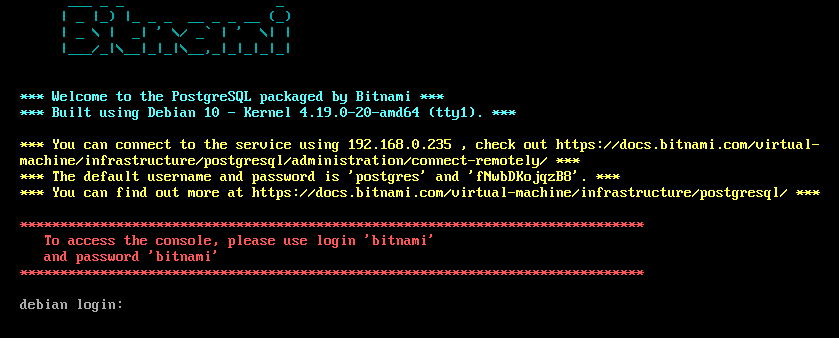 Bitnami
*** Welcome to the PostgreSQL packaged by Bitnami ***
*** Built using Debian 10 - Kernel 4.19.0-20-amd64 (tty1). ***
*** You can connect to the service using 192.168.0.235 , check out https://docs.bitnami.com/virtual-
machine/infrastructure/postgresql/administration/connect-remotely/ ***
*** The default username and password is 'postgres' and 'fNwbDKojqzB8'. ***
*** You can find out more at https://docs.bitnami.com/virtual-machine/infrastructure/postgresql/ ***
******************************************************************************
To access the console, please use login 'bitnami'
and password 'bitnami'
******************************************************************************
debian login: